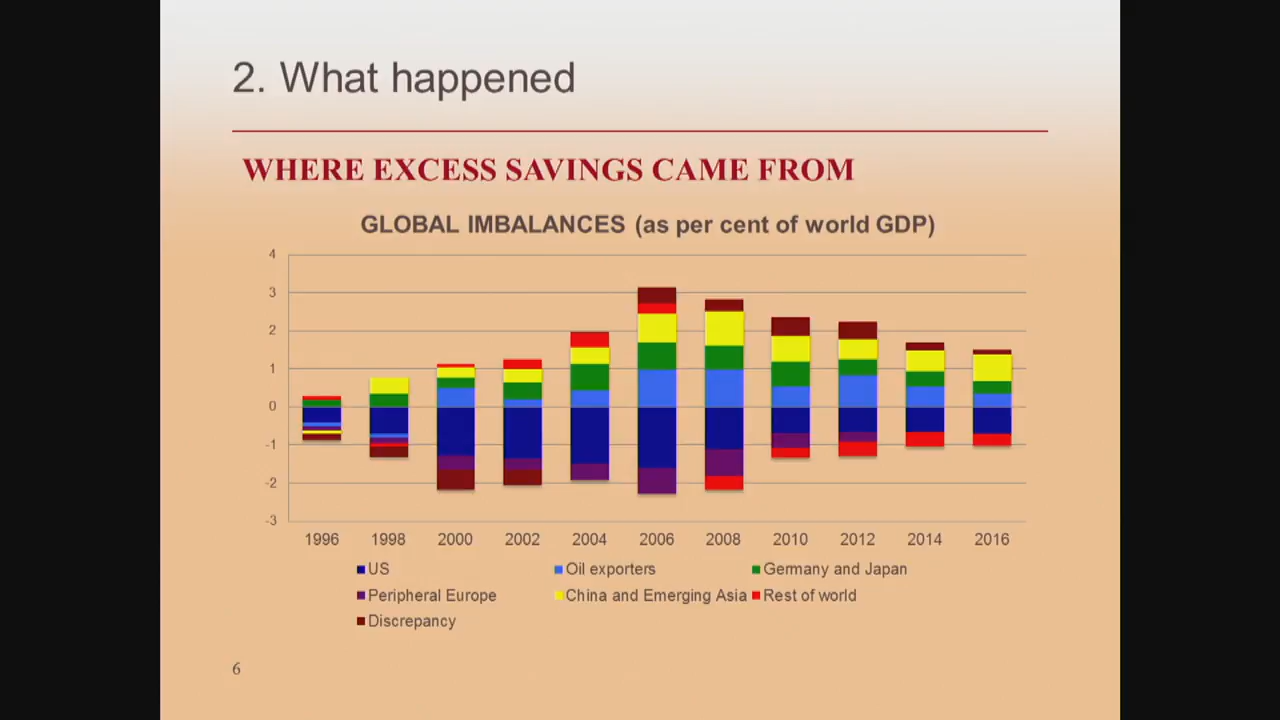 2. What happened
WHERE EXCESS SAVINGS CAME FROM
GLOBAL IMBALANCES (as per cent of world GDP)
4
3
2
1
0
-1
-2
-3
1996 1998 2000 2002 2004 2006 2008 2010 2012 2014 2016
US Oil exporters Germany and Japan
Peripheral Europe China and Emerging Asia Rest of world
Discrepancy
6